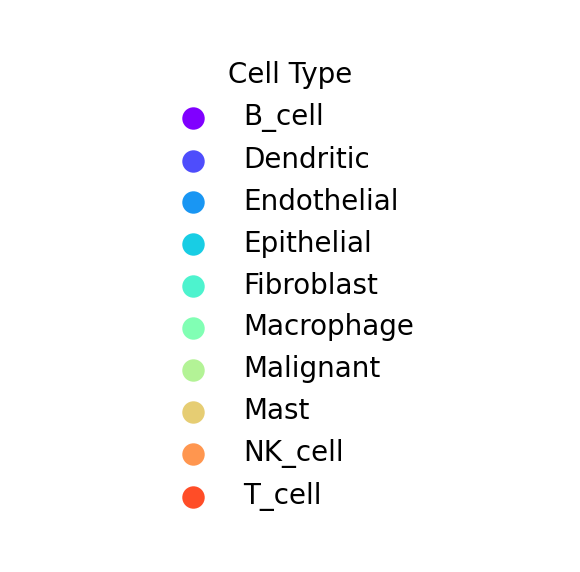 Cell Type
B_cell
Dendritic
Endothelial
Epithelial
Fibroblast
Macrophage
Malignant
Mast
NK_cell
T_cell